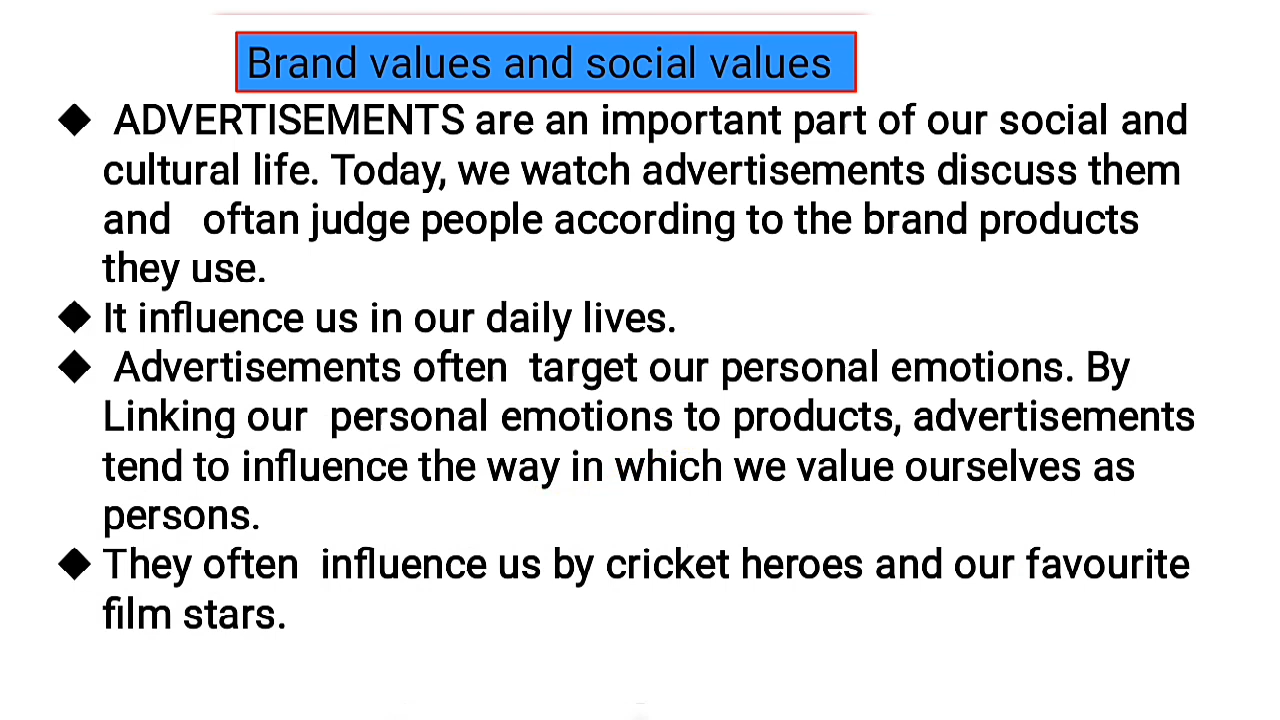 Brand values and social values
◆ ADVERTISEMENTS are an important part of our social and
cultural life. Today, we watch advertisements discuss them
and oftan judge people according to the brand products
they use.
◆ It influence us in our daily lives.
◆ Advertisements often target our personal emotions. By
Linking our personal emotions to products, advertisements
tend to influence the way in which we value ourselves as
persons.
◆ They often influence us by cricket heroes and our favourite
film stars.